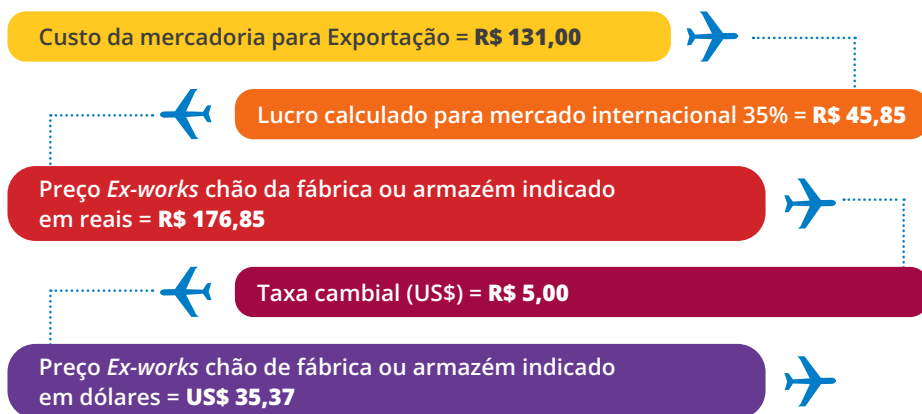 Custo da mercadoria para Exportação = R$ 131,00
Lucro calculado para mercado internacional 35% = R$ 45,85
Preço Ex-works chão da fábrica ou armazém indicado
em reais = R$ 176,85
Taxa cambial (US$) = R$ 5,00
Preço Ex-works chão de fábrica ou armazém indicado
em dólares = US$ 35,37